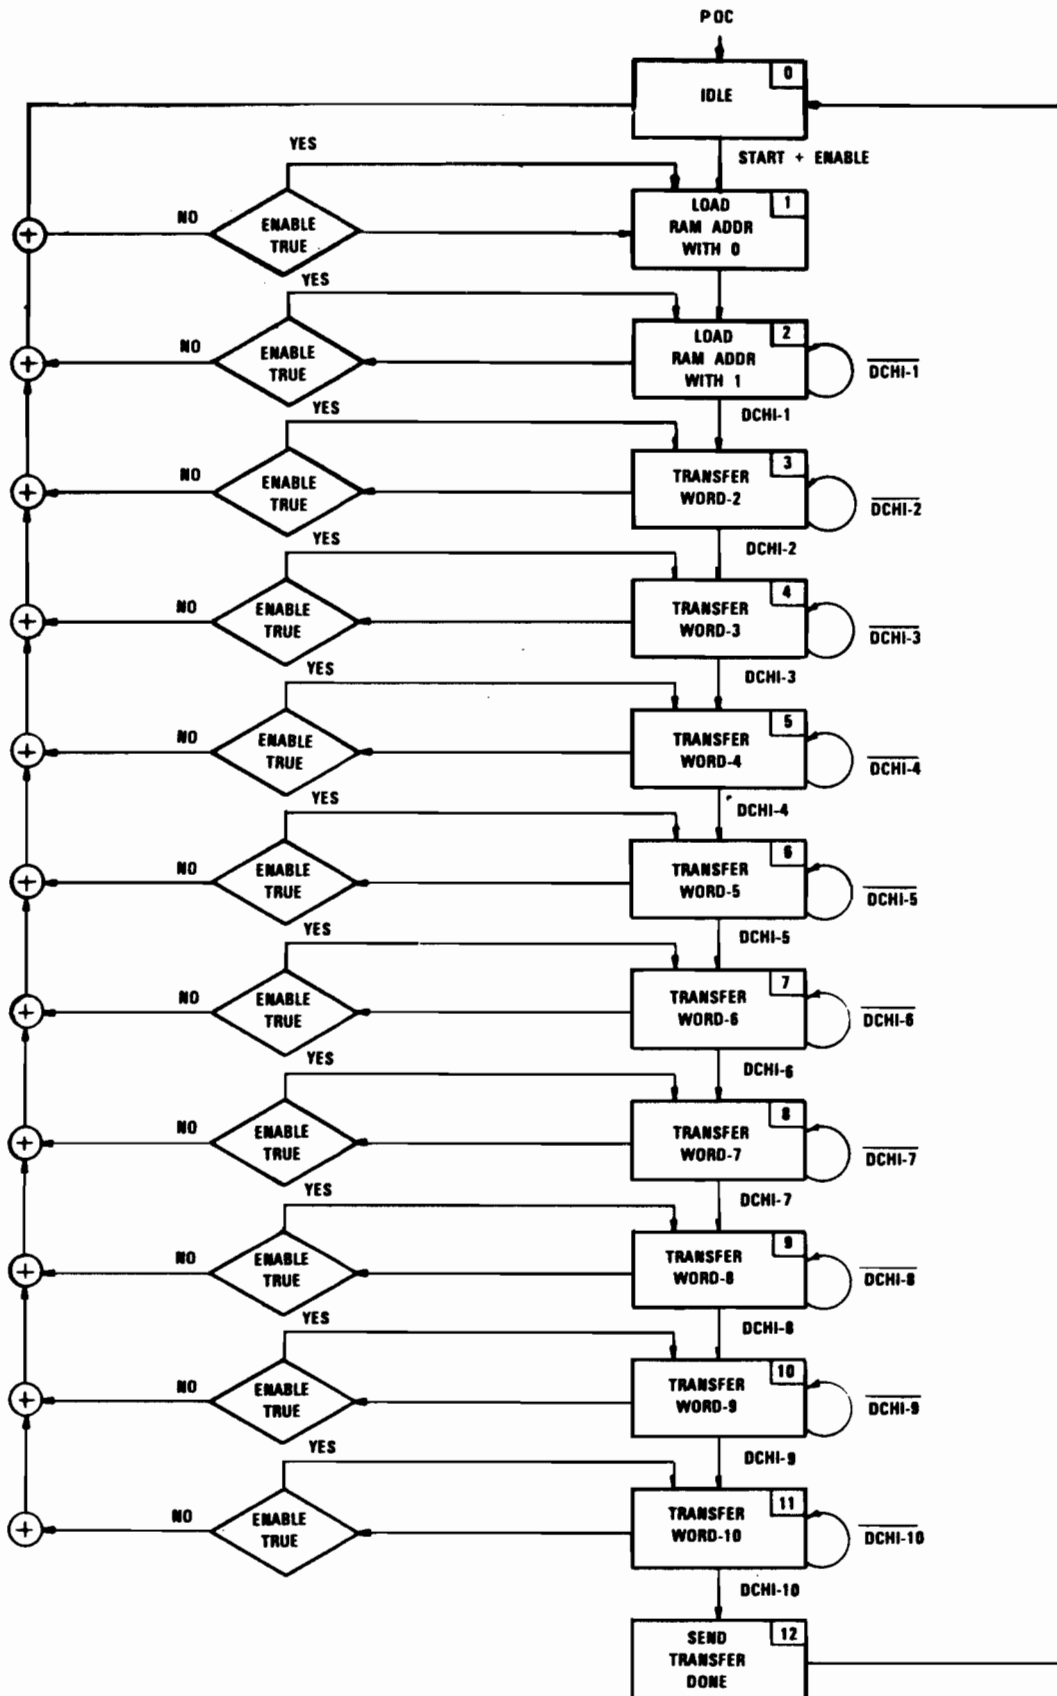 POC
0
IDLE
START + ENABLE
YES
1
LOAD
RAM ADDR
WITH 0
NO
ENABLE
TRUE
+
YES
2
LOAD
RAM ADDR
WITH 1
NO
ENABLE
TRUE
+
DCHI-1
DCHI-1
YES
3
TRANSFER
WORD-2
NO
ENABLE
TRUE
+
DCHI-2
DCHI-2
YES
4
TRANSFER
WORD-3
NO
ENABLE
TRUE
+
DCHI-3
DCHI-3
YES
5
TRANSFER
WORD-4
NO
ENABLE
TRUE
+
DCHI-4
DCHI-4
YES
6
TRANSFER
WORD-5
NO
ENABLE
TRUE
+
DCHI-5
DCHI-5
YES
7
TRANSFER
WORD-6
NO
ENABLE
TRUE
+
DCHI-6
DCHI-6
YES
8
TRANSFER
WORD-7
NO
ENABLE
TRUE
+
DCHI-7
DCHI-7
YES
9
TRANSFER
WORD-8
NO
ENABLE
TRUE
+
DCHI-8
DCHI-8
YES
10
TRANSFER
WORD-9
NO
ENABLE
TRUE
+
DCHI-9
DCHI-9
YES
11
TRANSFER
WORD-10
NO
ENABLE
TRUE
+
DCHI-10
DCHI-10
12
SEND
TRANSFER
DONE